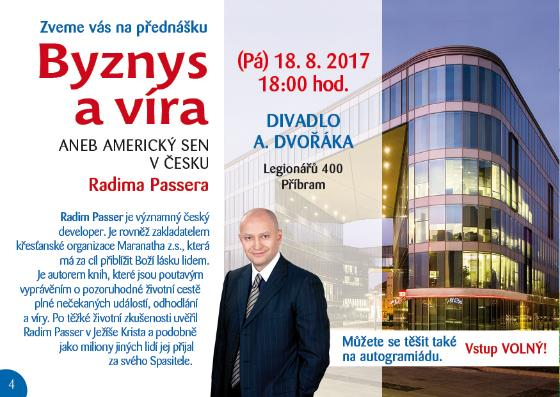 Zveme vás na přednášku
Byznys
a víra
ANEB AMERICKÝ SEN
V ČESKU
Radima Passera
Radim Passer je významný český
developer. Je rovněž zakladatelem
křesťanské organizace Maranatha z.s., která
má za cíl přiblížit Boží lásku lidem.
Je autorem knih, které jsou poutavým
vyprávěním o pozoruhodné životní cestě
plné nečekaných událostí, odhodlání
a víry. Po těžké životní zkušenosti uvěřil
Radim Passer v Ježíše Krista a podobně
jako miliony jiných lidí jej přijal
za svého Spasitele.
(Pá) 18. 8. 2017
18:00 hod.
DIVADLO
A. DVOŘÁKA
Legionářů 400
Příbram
Můžete se těšit také
na autogramiádu.
Vstup VOLNÝ!
4